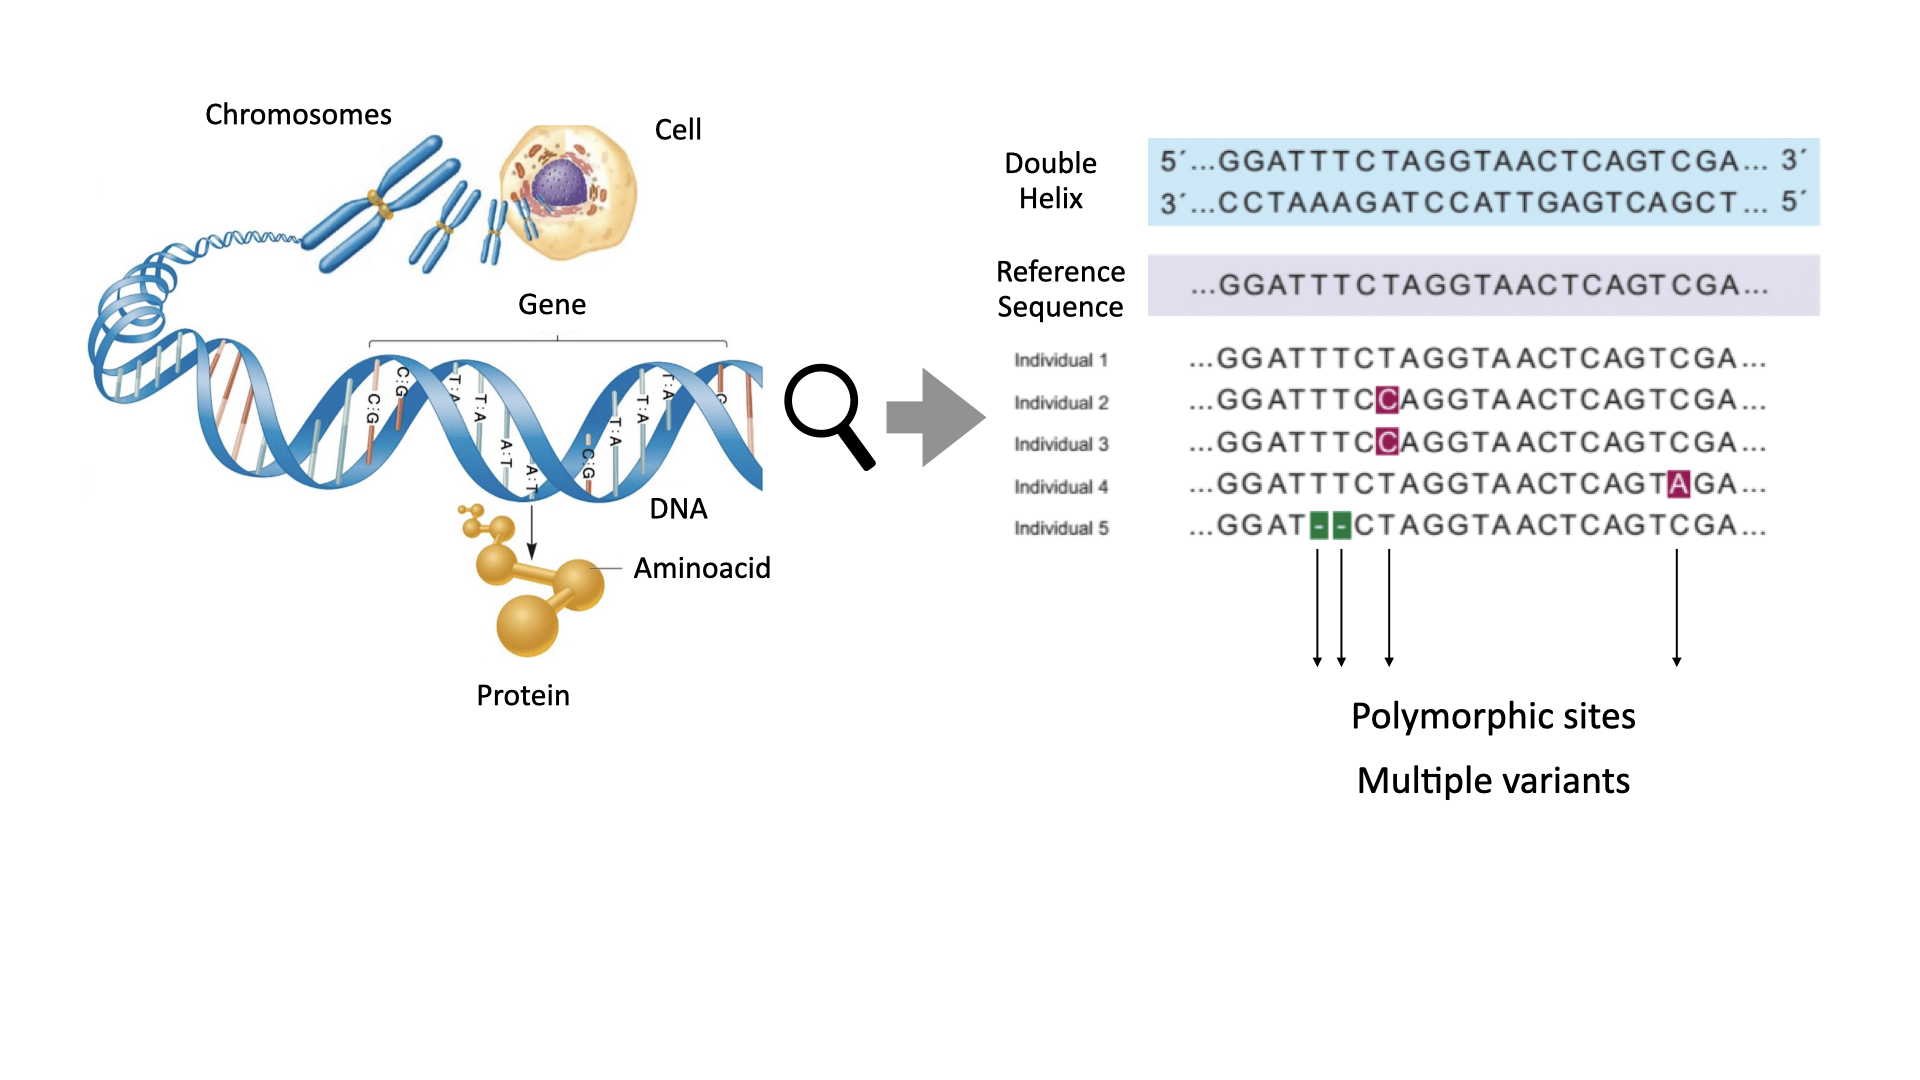 Chromosomes
Cell
Gene
C:G
C:G
T:A
T:A
A:T
A:T
C:G
T:A
T:A
T:A
DNA
Aminoacid
Protein
Double
Helix
5´...GGATTTCTAGGTAACTCAGTCGA... 3´
3´...CCTAAAGATCCATTGAGTCAGCT... 5´
Reference
Sequence
...GGATTTCTAGGTAACTCAGTCGA...
Individual 1 ...GGATTTCTAGGTAACTCAGTCGA...
Individual 2 ...GGATTTCCAGGTAACTCAGTCGA...
Individual 3 ...GGATTTCCAGGTAACTCAGTCGA...
Individual 4 ...GGATTTCTAGGTAACTCAGTAGA...
Individual 5 ...GGAT--CTAGGTAACTCAGTCGA...
Polymorphic sites
Multiple variants